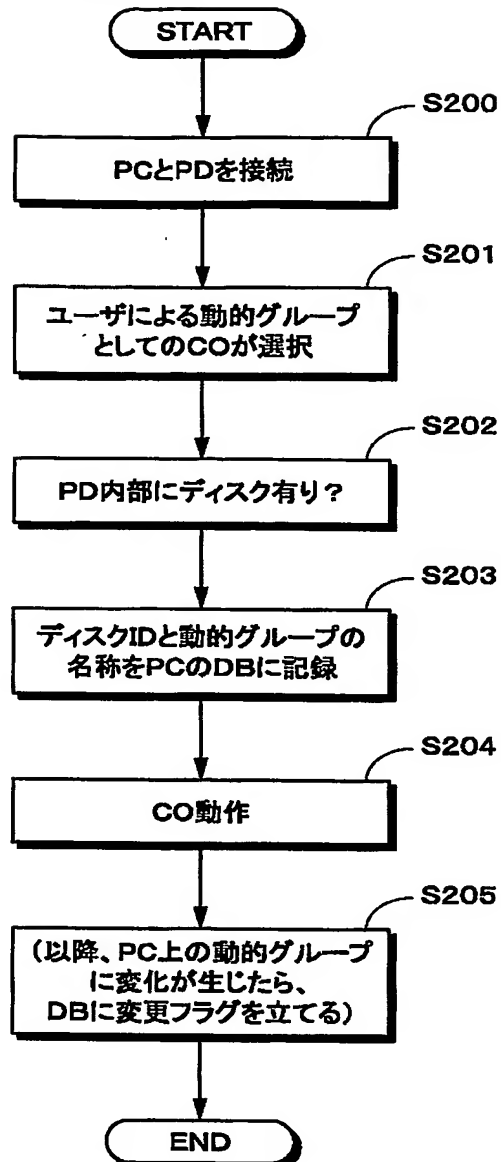 START
S200
PCとPDを接続
S201
ユーザによる動的グループ
としてのCOが選択
S202
PD内部にディスク有り？
S203
ディスクIDと動的グループの
名称をPCのDBに記録
S204
CO動作
S205
(以降、PC上の動的グループ
に変化が生じたら、
DBに変更フラグを立てる)
END